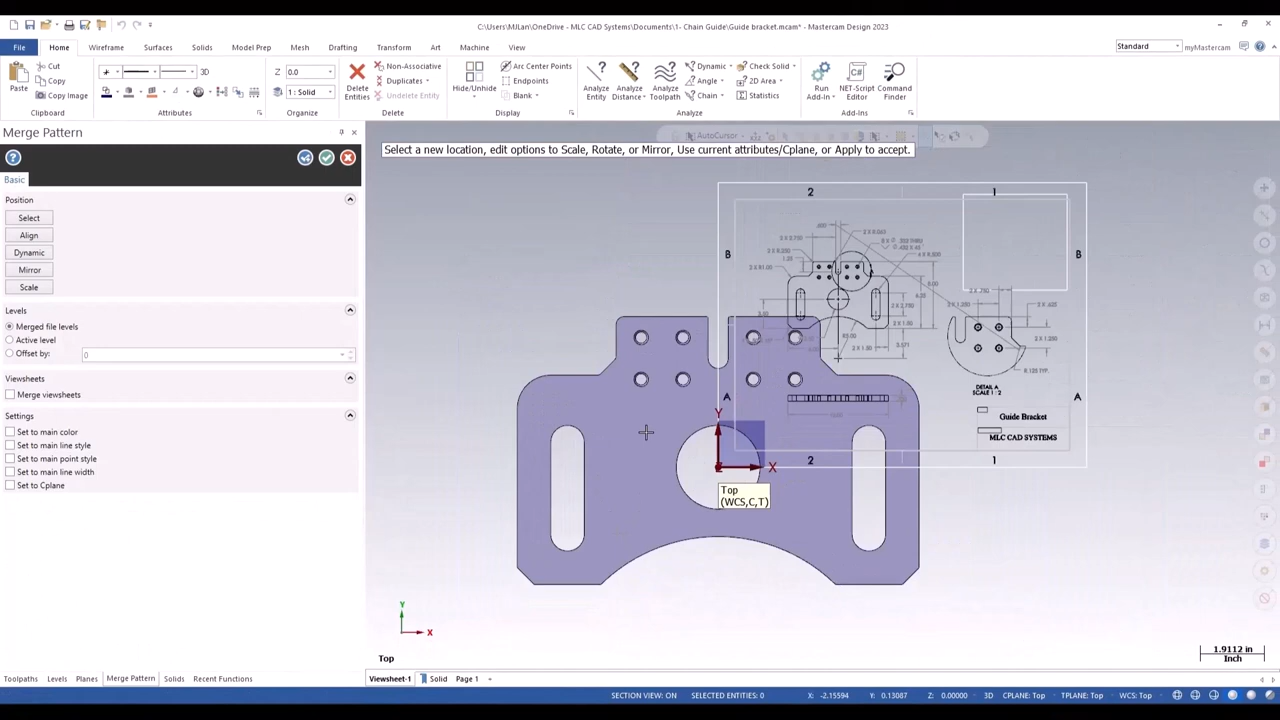 C:\Users\MJLan\OneDrive - MLC CAD Systems\Documents\1- Chain Guide\Guide bracket.mcam* - Mastercam Design 2023
File Home Wireframe Surfaces Solids Model Prep Mesh Drafting Transform Art Machine View
Standard myMastercam
Paste Cut Copy Copy Image
Clipboard
3D
Attributes
Z 0.0
1 : Solid
Organize
Delete Entities Non-Associative Duplicates Undelete Entity
Delete
Hide/Unhide Arc Center Points Endpoints Blank
Display
Analyze Entity Analyze Distance Analyze Toolpath Dynamic Angle Chain Check Solid 2D Area Statistics
Analyze
Run Add-In NET-Script Editor Command Finder
Add-Ins
Merge Pattern
Basic
Position
Select
Align
Dynamic
Mirror
Scale
Levels
Merged file levels
Active level
Offset by: 0
Viewsheets
Merge viewsheets
Settings
Set to main color
Set to main line style
Set to main point style
Set to main line width
Set to Cplane
AutoCursor
Select a new location, edit options to Scale, Rotate, or Mirror, Use current attributes/Cplane, or Apply to accept.
2 1
B B
A A
DETAIL A
SCALE 1 : 2
Guide Bracket
MLC CAD SYSTEMS
2 1
Y
X
Z
Top
(WCS,C,T)
Y
X
Top
1.9112 in
Inch
Toolpaths Levels Planes Merge Pattern Solids Recent Functions
Viewsheet-1 Solid Page 1 +
SECTION VIEW: ON SELECTED ENTITIES: 0 X: -2.15594 Y: 0.13087 Z: 0.00000 3D CPLANE: Top TPLANE: Top WCS: Top